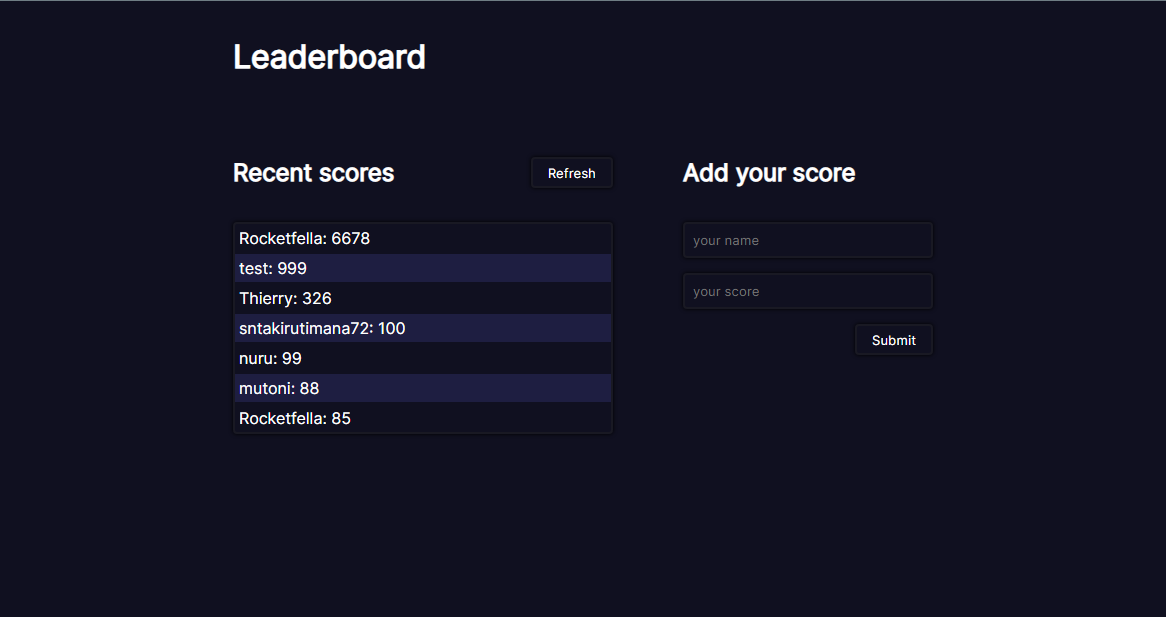 Leaderboard
Recent scores
Refresh
Rocketfella: 6678
test: 999
Thierry: 326
sntakirutimana72: 100
nuru: 99
mutoni: 88
Rocketfella: 85
Add your score
your name
your score
Submit